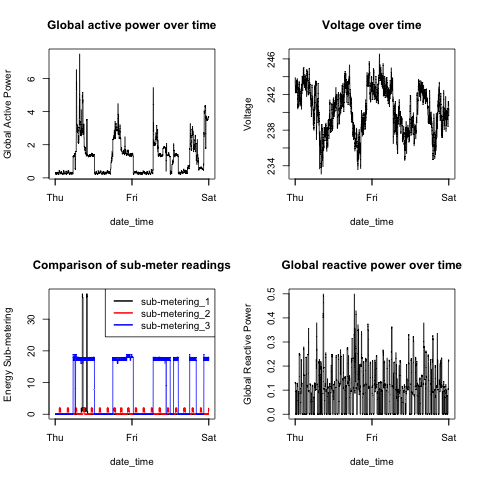 Global active power over time
Global Active Power
6
4
2
0
Thu Fri Sat
date_time
Voltage over time
Voltage
246
242
238
234
Thu Fri Sat
date_time
Comparison of sub-meter readings
Energy Sub-metering
30
20
10
0
sub-metering_1
sub-metering_2
sub-metering_3
Thu Fri Sat
date_time
Global reactive power over time
Global Reactive Power
0.5
0.4
0.3
0.2
0.1
0.0
Thu Fri Sat
date_time